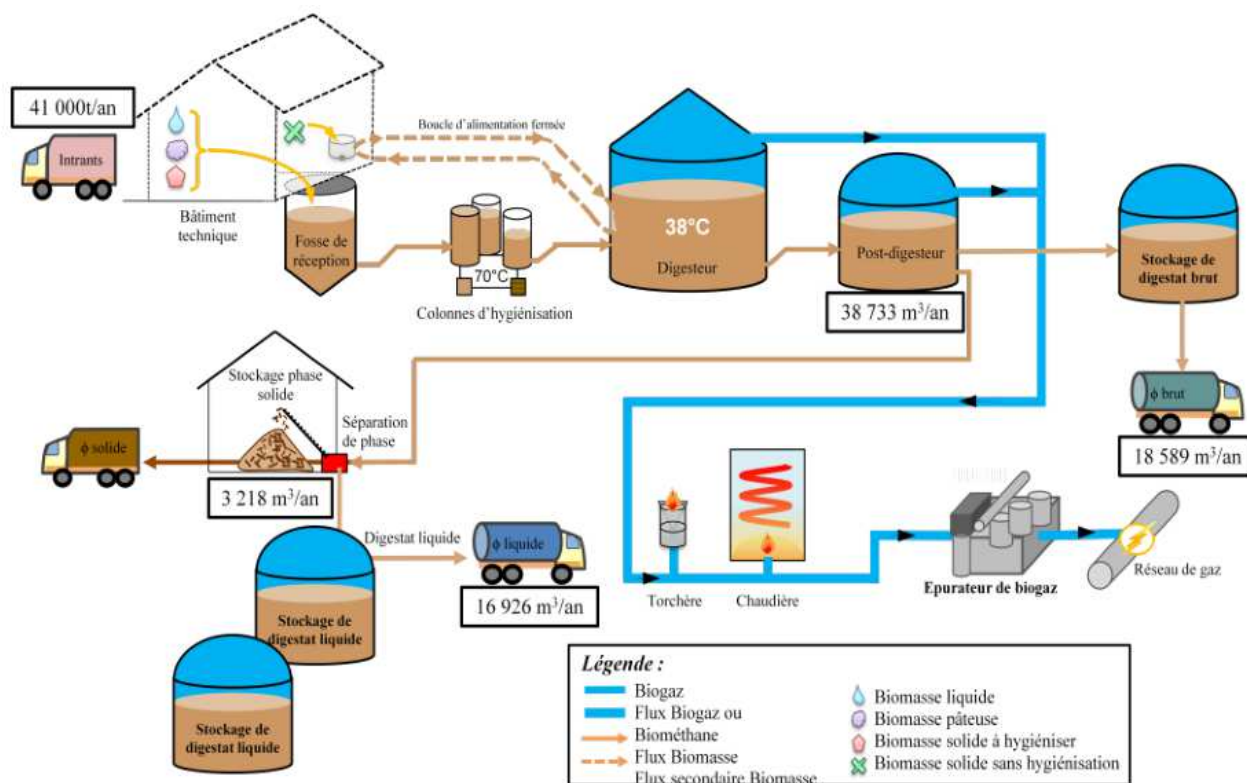 41 000t/an
Intrants
Bâtiment
technique
Boucle d'alimentation fermée
Fosse de
réception
70°C
Colonnes d'hygiénisation
38°C
Digesteur
Post-digesteur
38 733 m³/an
Stockage de
digestat brut
ϕ brut
18 589 m³/an
Stockage phase
solide
Séparation
de phase
ϕ solide
3 218 m³/an
Digestat liquide
ϕ liquide
16 926 m³/an
Stockage de
digestat liquide
Stockage de
digestat liquide
Torchère
Chaudière
Epurateur de biogaz
Réseau de gaz
Légende :
Biogaz
Flux Biogaz ou
Biométhane
Flux Biomasse
Flux secondaire Biomasse
Biomasse liquide
Biomasse pâteuse
Biomasse solide à hygiéniser
Biomasse solide sans hygiénisation